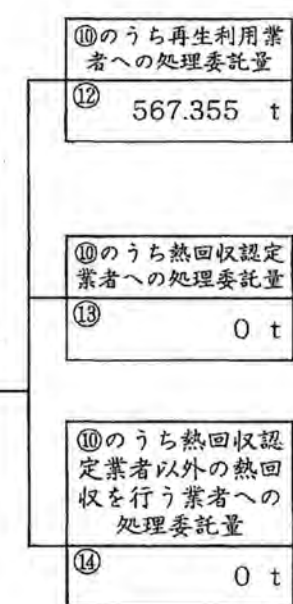 ⑩のうち再生利用業
者への処理委託量
⑫
567.355 t
⑩のうち熱回収認定
業者への処理委託量
⑬
0 t
⑩のうち熱回収認
定業者以外の熱回
収を行う業者への
処理委託量
⑭
0 t